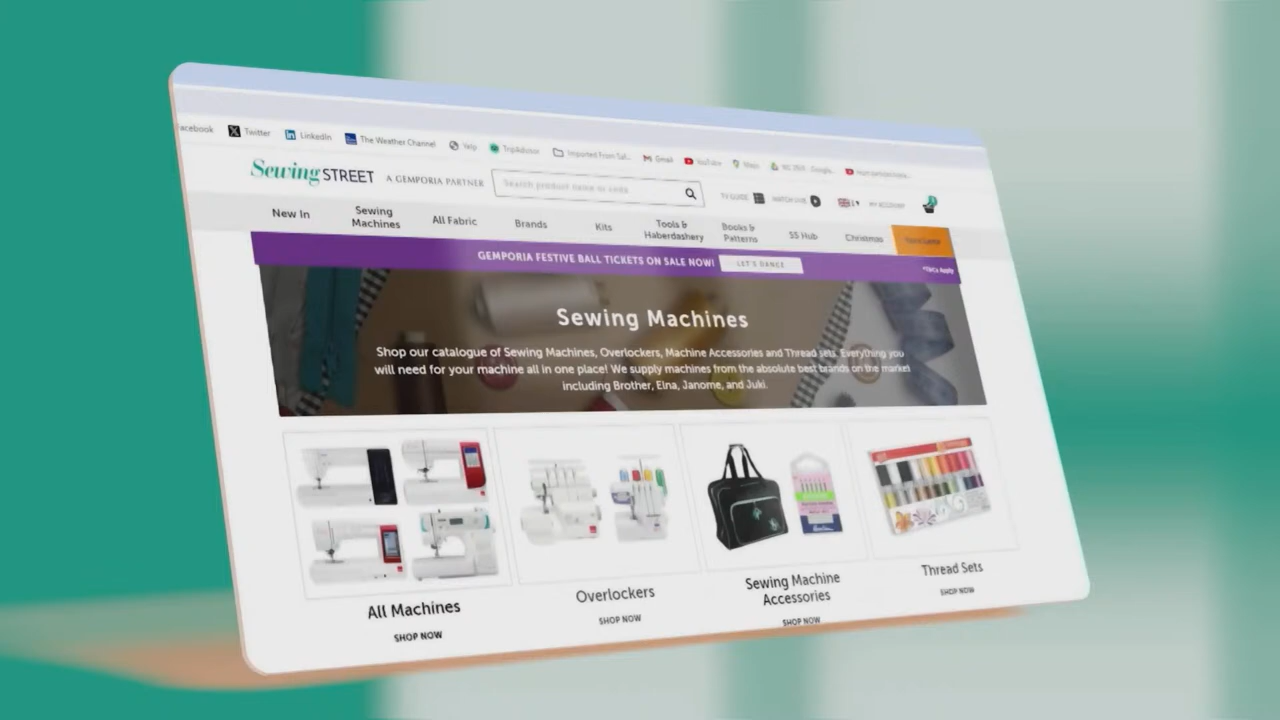 acebook Twitter LinkedIn The Weather Channel Yelp TripAdvisor Imported From Saf... Gmail YouTube Maps
Sewing STREET A GEMPORIA PARTNER Search product name or code TV GUIDE WATCH LIVE MY ACCOUNT
New In Sewing Machines All Fabric Brands Kits Tools & Haberdashery Books & Patterns SS Hub Christmas
GEMPORIA FESTIVE BALL TICKETS ON SALE NOW! LET'S DANCE *T&Cs Apply
Sewing Machines
Shop our catalogue of Sewing Machines, Overlockers, Machine Accessories and Thread sets. Everything you
will need for your machine all in one place! We supply machines from the absolute best brands on the market
including Brother, Elna, Janome, and Juki.
All Machines
SHOP NOW
Overlockers
SHOP NOW
Sewing Machine
Accessories
SHOP NOW
Thread Sets
SHOP NOW